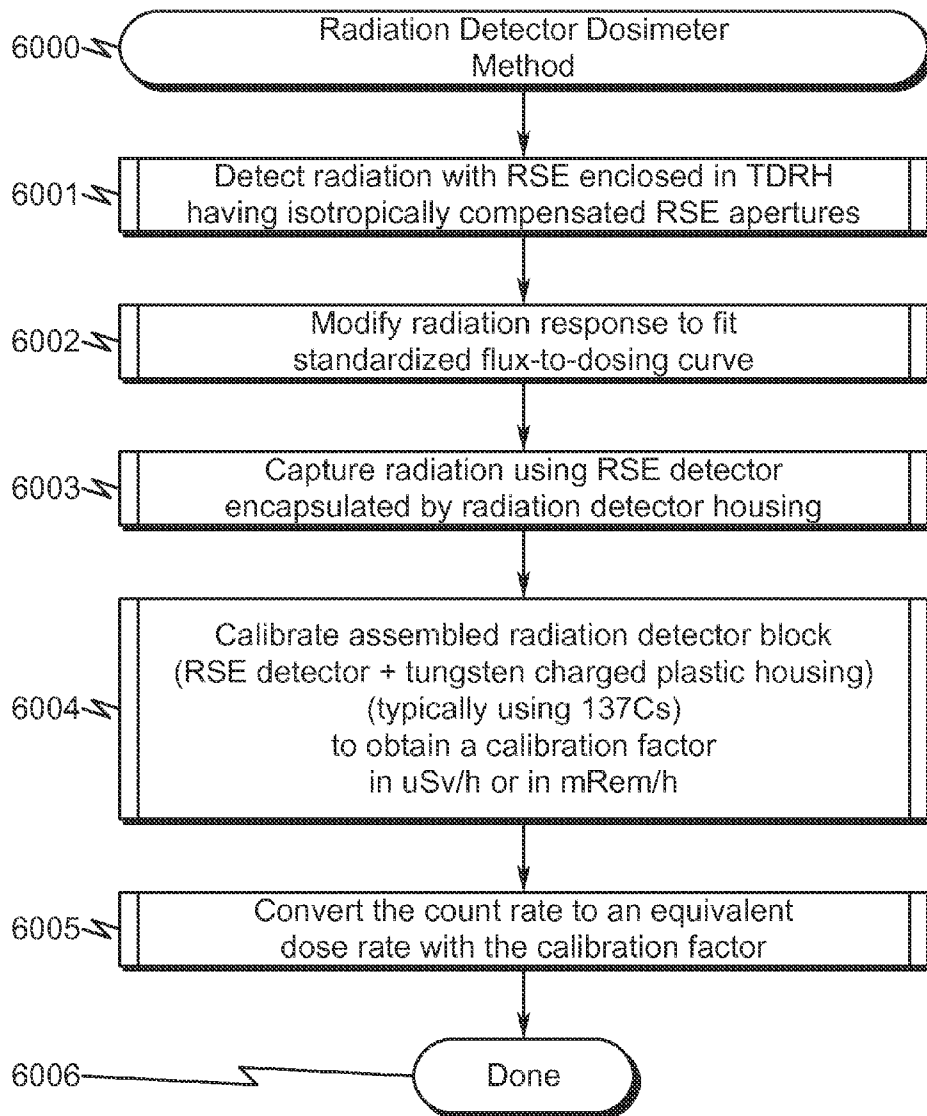 6000
Radiation Detector Dosimeter
Method
6001
Detect radiation with RSE enclosed in TDRH
having isotropically compensated RSE apertures
6002
Modify radiation response to fit
standardized flux-to-dosing curve
6003
Capture radiation using RSE detector
encapsulated by radiation detector housing
6004
Calibrate assembled radiation detector block
(RSE detector + tungsten charged plastic housing)
(typically using 137Cs)
to obtain a calibration factor
in uSv/h or in mRem/h
6005
Convert the count rate to an equivalent
dose rate with the calibration factor
6006
Done